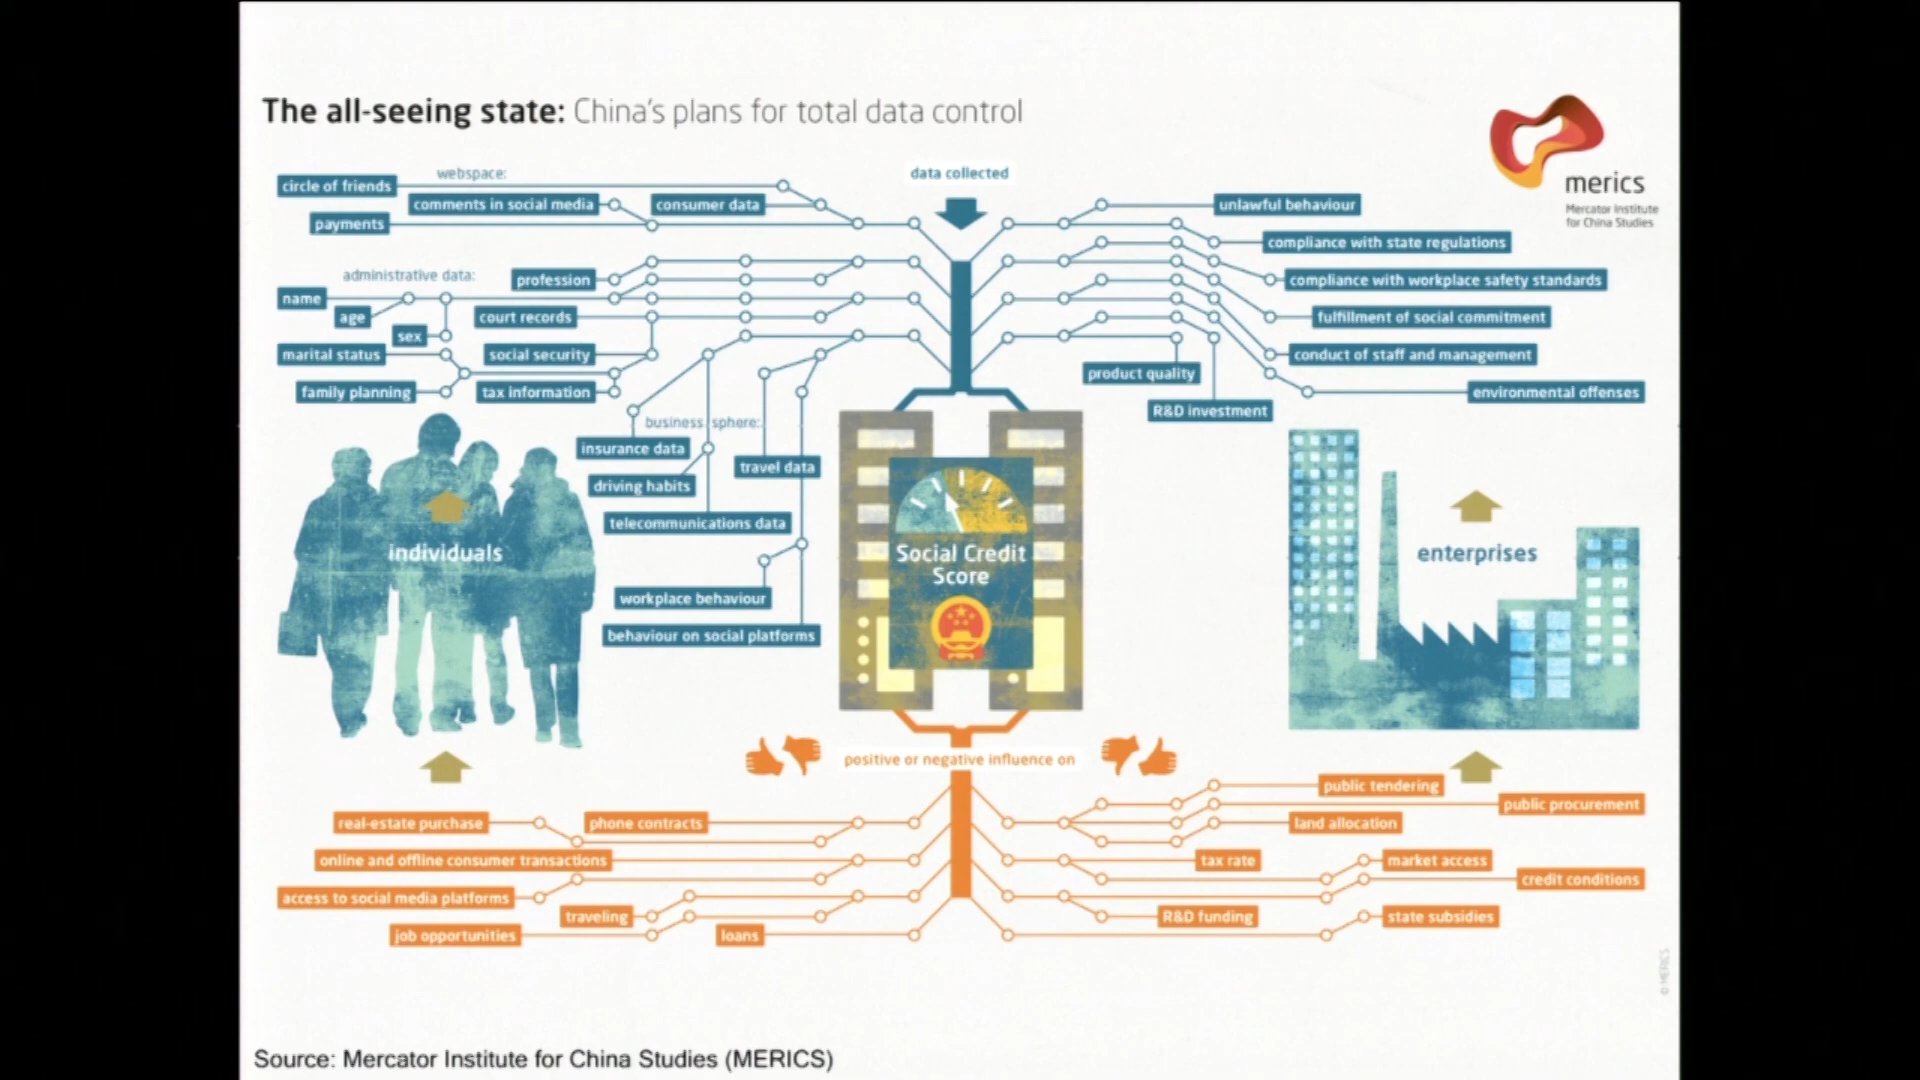 The all-seeing state: China's plans for total data control
merics
Mercator Institute
for China Studies
data collected
webspace:
circle of friends
comments in social media
consumer data
payments
administrative data:
profession
name
age
court records
sex
marital status
social security
family planning
tax information
business sphere:
insurance data
travel data
driving habits
telecommunications data
workplace behaviour
behaviour on social platforms
unlawful behaviour
compliance with state regulations
compliance with workplace safety standards
fulfillment of social commitment
conduct of staff and management
product quality
environmental offenses
R&D investment
individuals
Social Credit
Score
enterprises
positive or negative influence on
real-estate purchase
phone contracts
online and offline consumer transactions
access to social media platforms
traveling
job opportunities
loans
public tendering
public procurement
land allocation
tax rate
market access
credit conditions
R&D funding
state subsidies
© MERICS
Source: Mercator Institute for China Studies (MERICS)